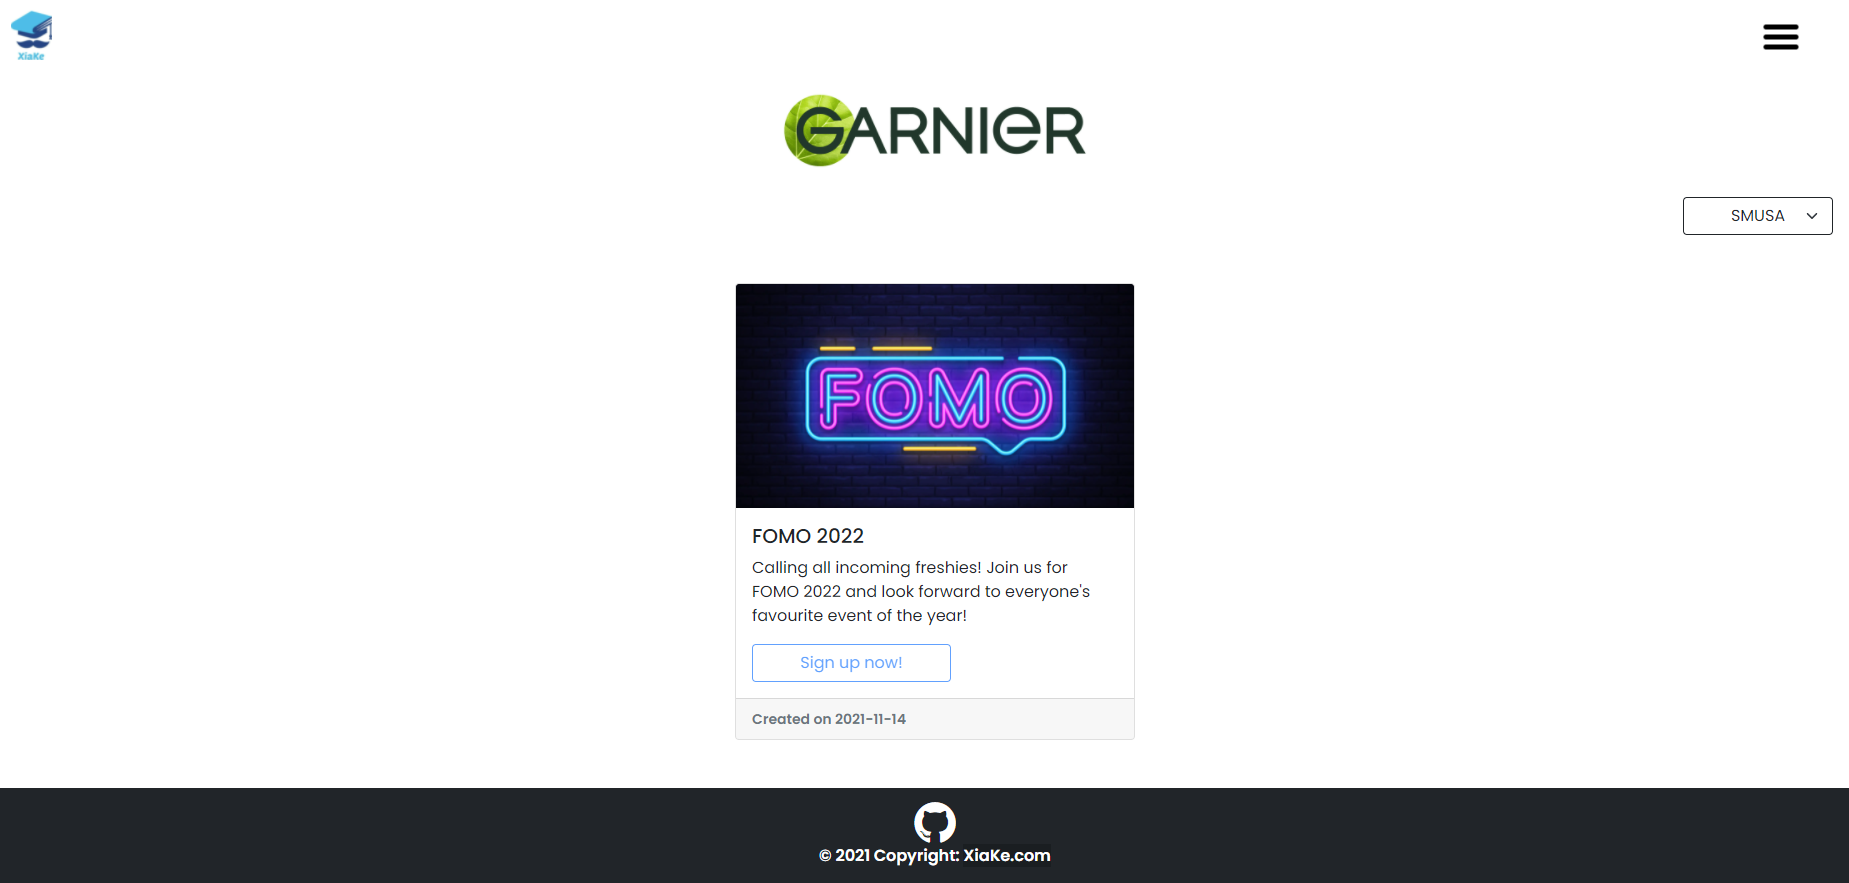 XiaKe
GARNIER
SMUSA
FOMO
FOMO 2022
Calling all incoming freshies! Join us for
FOMO 2022 and look forward to everyone's
favourite event of the year!
Sign up now!
Created on 2021-11-14
© 2021 Copyright: XiaKe.com